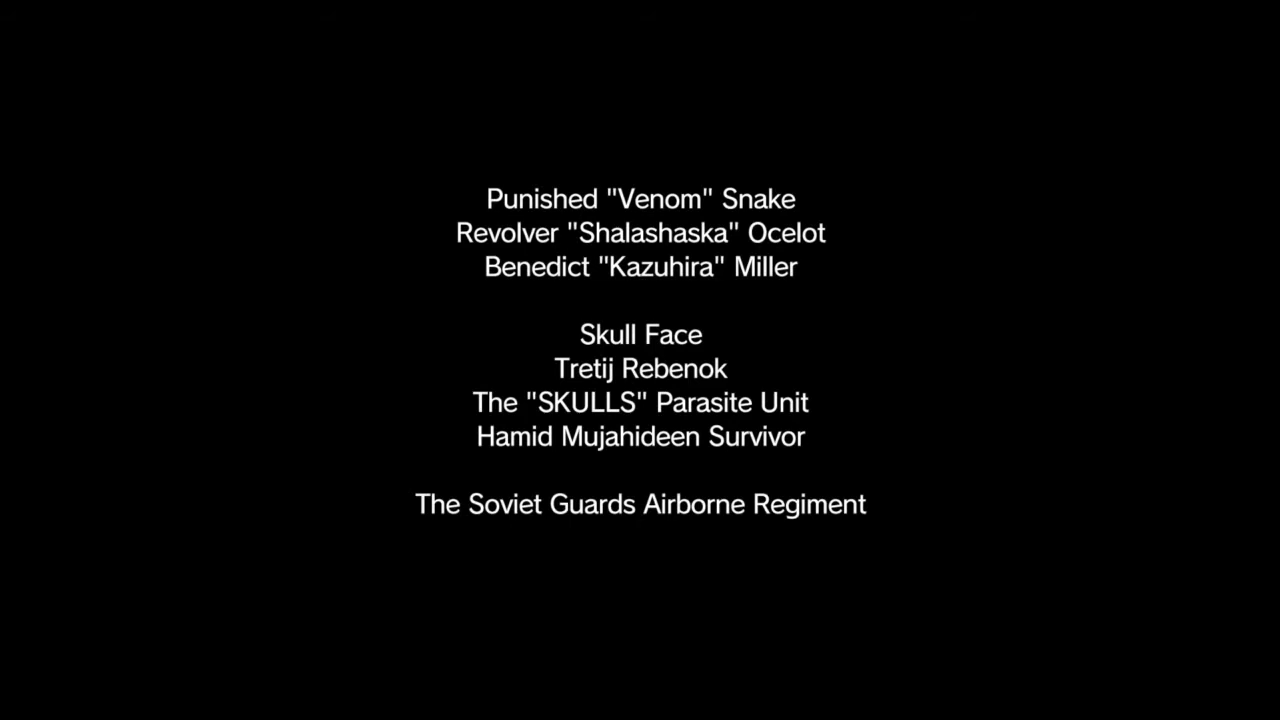 Punished "Venom" Snake
Revolver "Shalashaska" Ocelot
Benedict "Kazuhira" Miller
Skull Face
Tretij Rebenok
The "SKULLS" Parasite Unit
Hamid Mujahideen Survivor
The Soviet Guards Airborne Regiment